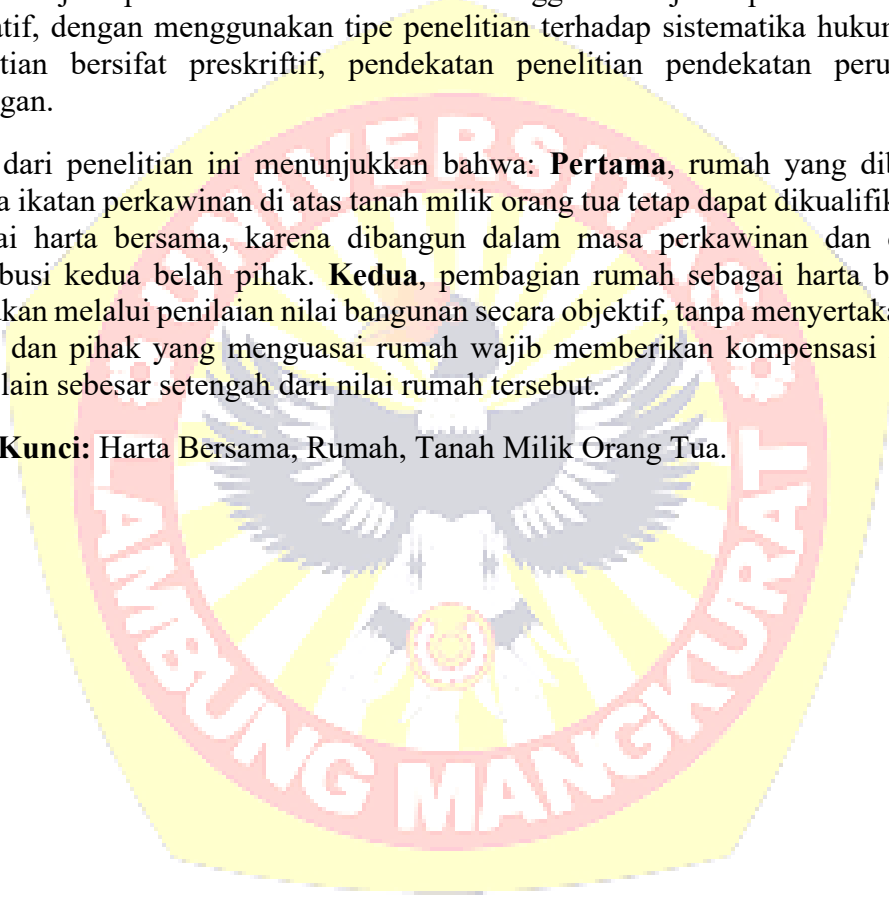 atif, dengan menggunakan tipe penelitian terhadap sistematika hukum
tian bersifat preskriftif, pendekatan penelitian pendekatan peru
gan.
dari penelitian ini menunjukkan bahwa: Pertama, rumah yang dib
a ikatan perkawinan di atas tanah milik orang tua tetap dapat dikualifik
ai harta bersama, karena dibangun dalam masa perkawinan dan
busi kedua belah pihak. Kedua, pembagian rumah sebagai harta b
kan melalui penilaian nilai bangunan secara objektif, tanpa menyertaka
dan pihak yang menguasai rumah wajib memberikan kompensasi
lain sebesar setengah dari nilai rumah tersebut.
Kunci: Harta Bersama, Rumah, Tanah Milik Orang Tua.
UNIVERSITAS
LAMBUNG MANGKURAT